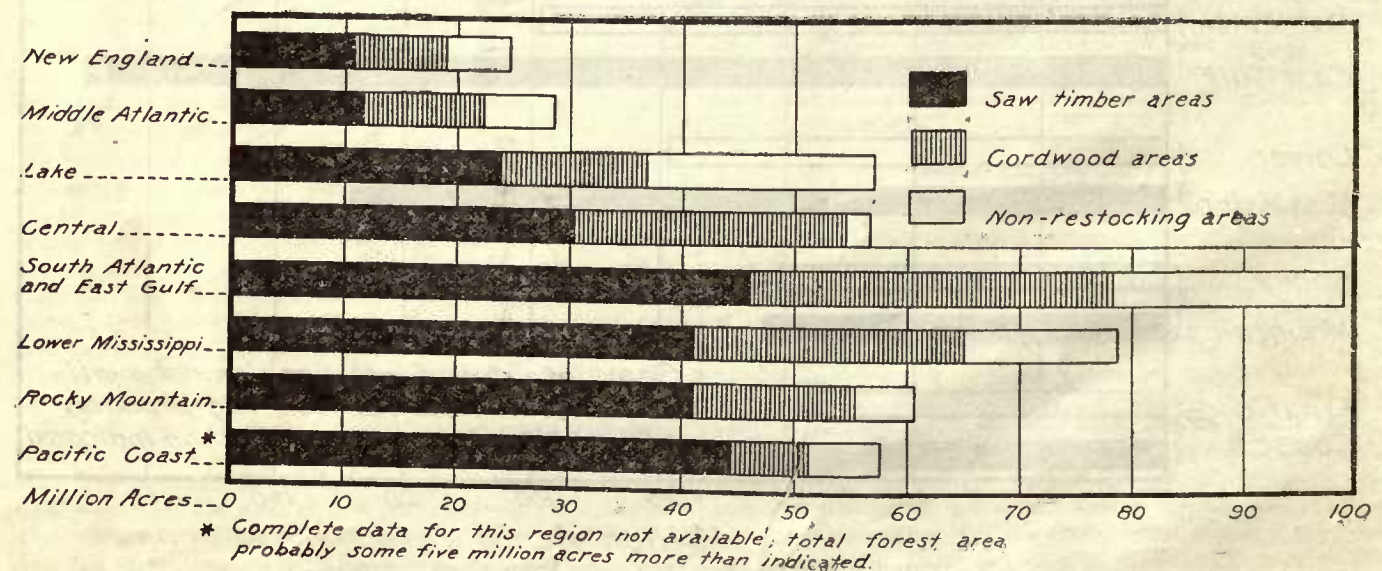 New England
Middle Atlantic
Lake
Central
South Atlantic
and East Gulf
Lower Mississippi
Rocky Mountain
*
Pacific Coast
Million Acres
0 10 20 30 40 50 60 70 80 90 100
Saw timber areas
Cordwood areas
Non-restocking areas
* Complete data for this region not available; total forest area
probably some five million acres more than indicated.